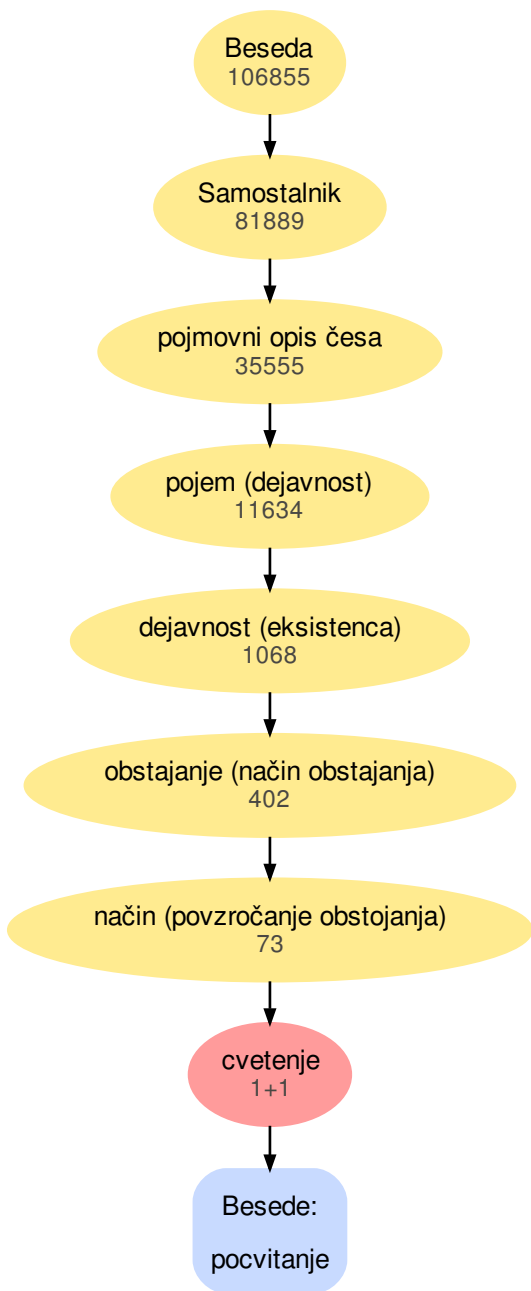 Beseda
106855
Samostalnik
81889
pojmovni opis česa
35555
pojem (dejavnost)
11634
dejavnost (eksistenca)
1068
obstajanje (način obstajanja)
402
način (povzročanje obstojanja)
73
cvetenje
1+1
Besede:
pocvitanje